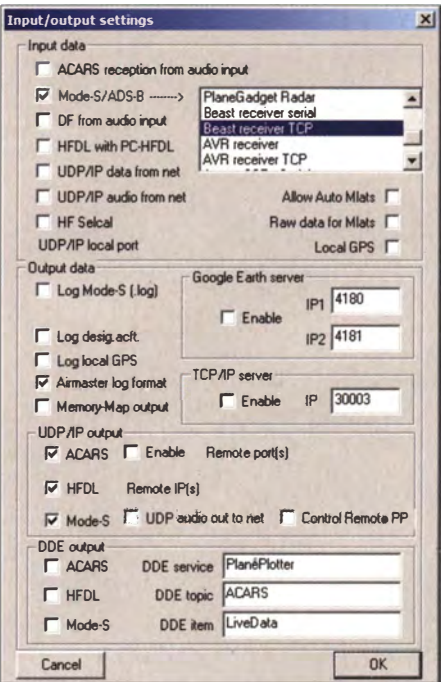 Input/output settings
Input data
ACARS reception from audio input
Mode-S/ADS-B -------->
DF from audio input
HFDL with PC-HFDL
UDP/IP data from net
UDP/IP audio from net
HF Selcal
UDP/IP local port
PlaneGadget Radar
Beast receiver serial
Beast receiver TCP
AVR receiver
AVR receiver TCP
Allow Auto Mlats
Raw data for Mlats
Local GPS
Output data
Log Mode-S (.log)
Log desig.acft.
Log local GPS
Airmaster log format
Memory-Map output
Google Earth server
Enable
IP1 4180
IP2 4181
TCP/IP server
Enable IP 30003
UDP/IP output
ACARS Enable Remote port(s)
HFDL Remote IP(s)
Mode-S UDP audio out to net Control Remote PP
DDE output
ACARS DDE service PlanePlotter
HFDL DDE topic ACARS
Mode-S DDE item LiveData
Cancel OK